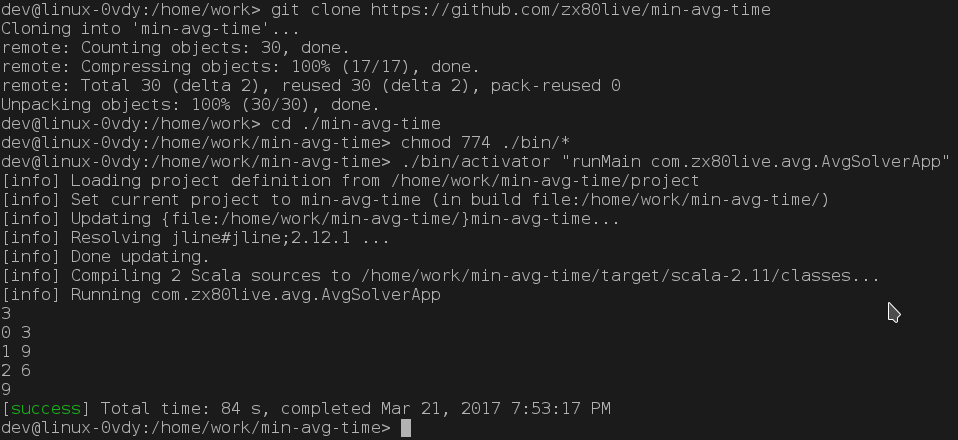 dev@linux-0vdy:/home/work> git clone https://github.com/zx80live/min-avg-time
Cloning into 'min-avg-time'...
remote: Counting objects: 30, done.
remote: Compressing objects: 100% (17/17), done.
remote: Total 30 (delta 2), reused 30 (delta 2), pack-reused 0
Unpacking objects: 100% (30/30), done.
dev@linux-0vdy:/home/work> cd ./min-avg-time
dev@linux-0vdy:/home/work/min-avg-time> chmod 774 ./bin/*
dev@linux-0vdy:/home/work/min-avg-time> ./bin/activator "runMain com.zx80live.avg.AvgSolverApp"
[info] Loading project definition from /home/work/min-avg-time/project
[info] Set current project to min-avg-time (in build file:/home/work/min-avg-time/)
[info] Updating {file:/home/work/min-avg-time/}min-avg-time...
[info] Resolving jline#jline;2.12.1 ...
[info] Done updating.
[info] Compiling 2 Scala sources to /home/work/min-avg-time/target/scala-2.11/classes...
[info] Running com.zx80live.avg.AvgSolverApp
3
0 3
1 9
2 6
9
[success] Total time: 84 s, completed Mar 21, 2017 7:53:17 PM
dev@linux-0vdy:/home/work/min-avg-time>